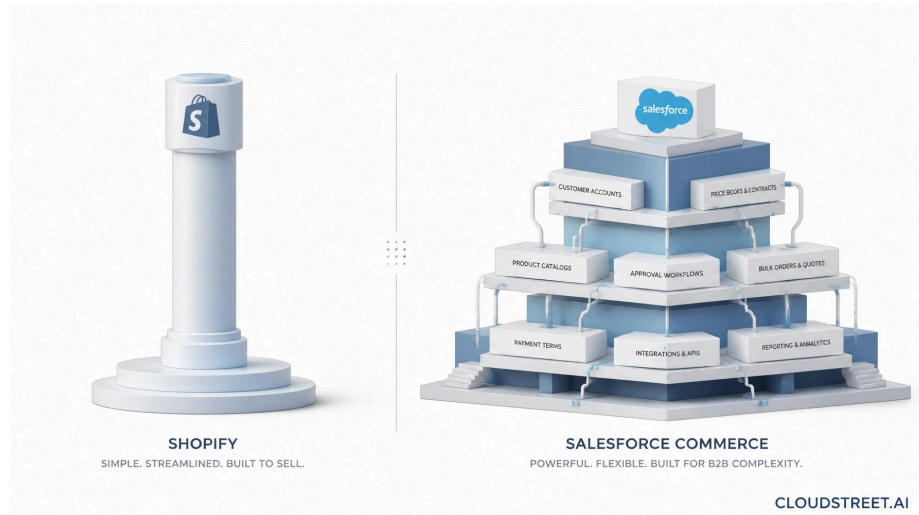 S
SHOPIFY
SIMPLE. STREAMLINED. BUILT TO SELL.
salesforce
CUSTOMER ACCOUNTS
PRICE BOOKS & CONTRACTS
PRODUCT CATALOGS
APPROVAL WORKFLOWS
BULK ORDERS & QUOTES
PAYMENT TERMS
INTEGRATIONS & APIS
REPORTING & ANNALYTICS
SALESFORCE COMMERCE
POWERFUL. FLEXIBLE. BUILT FOR B2B COMPLEXITY.
CLOUDSTREET.AI